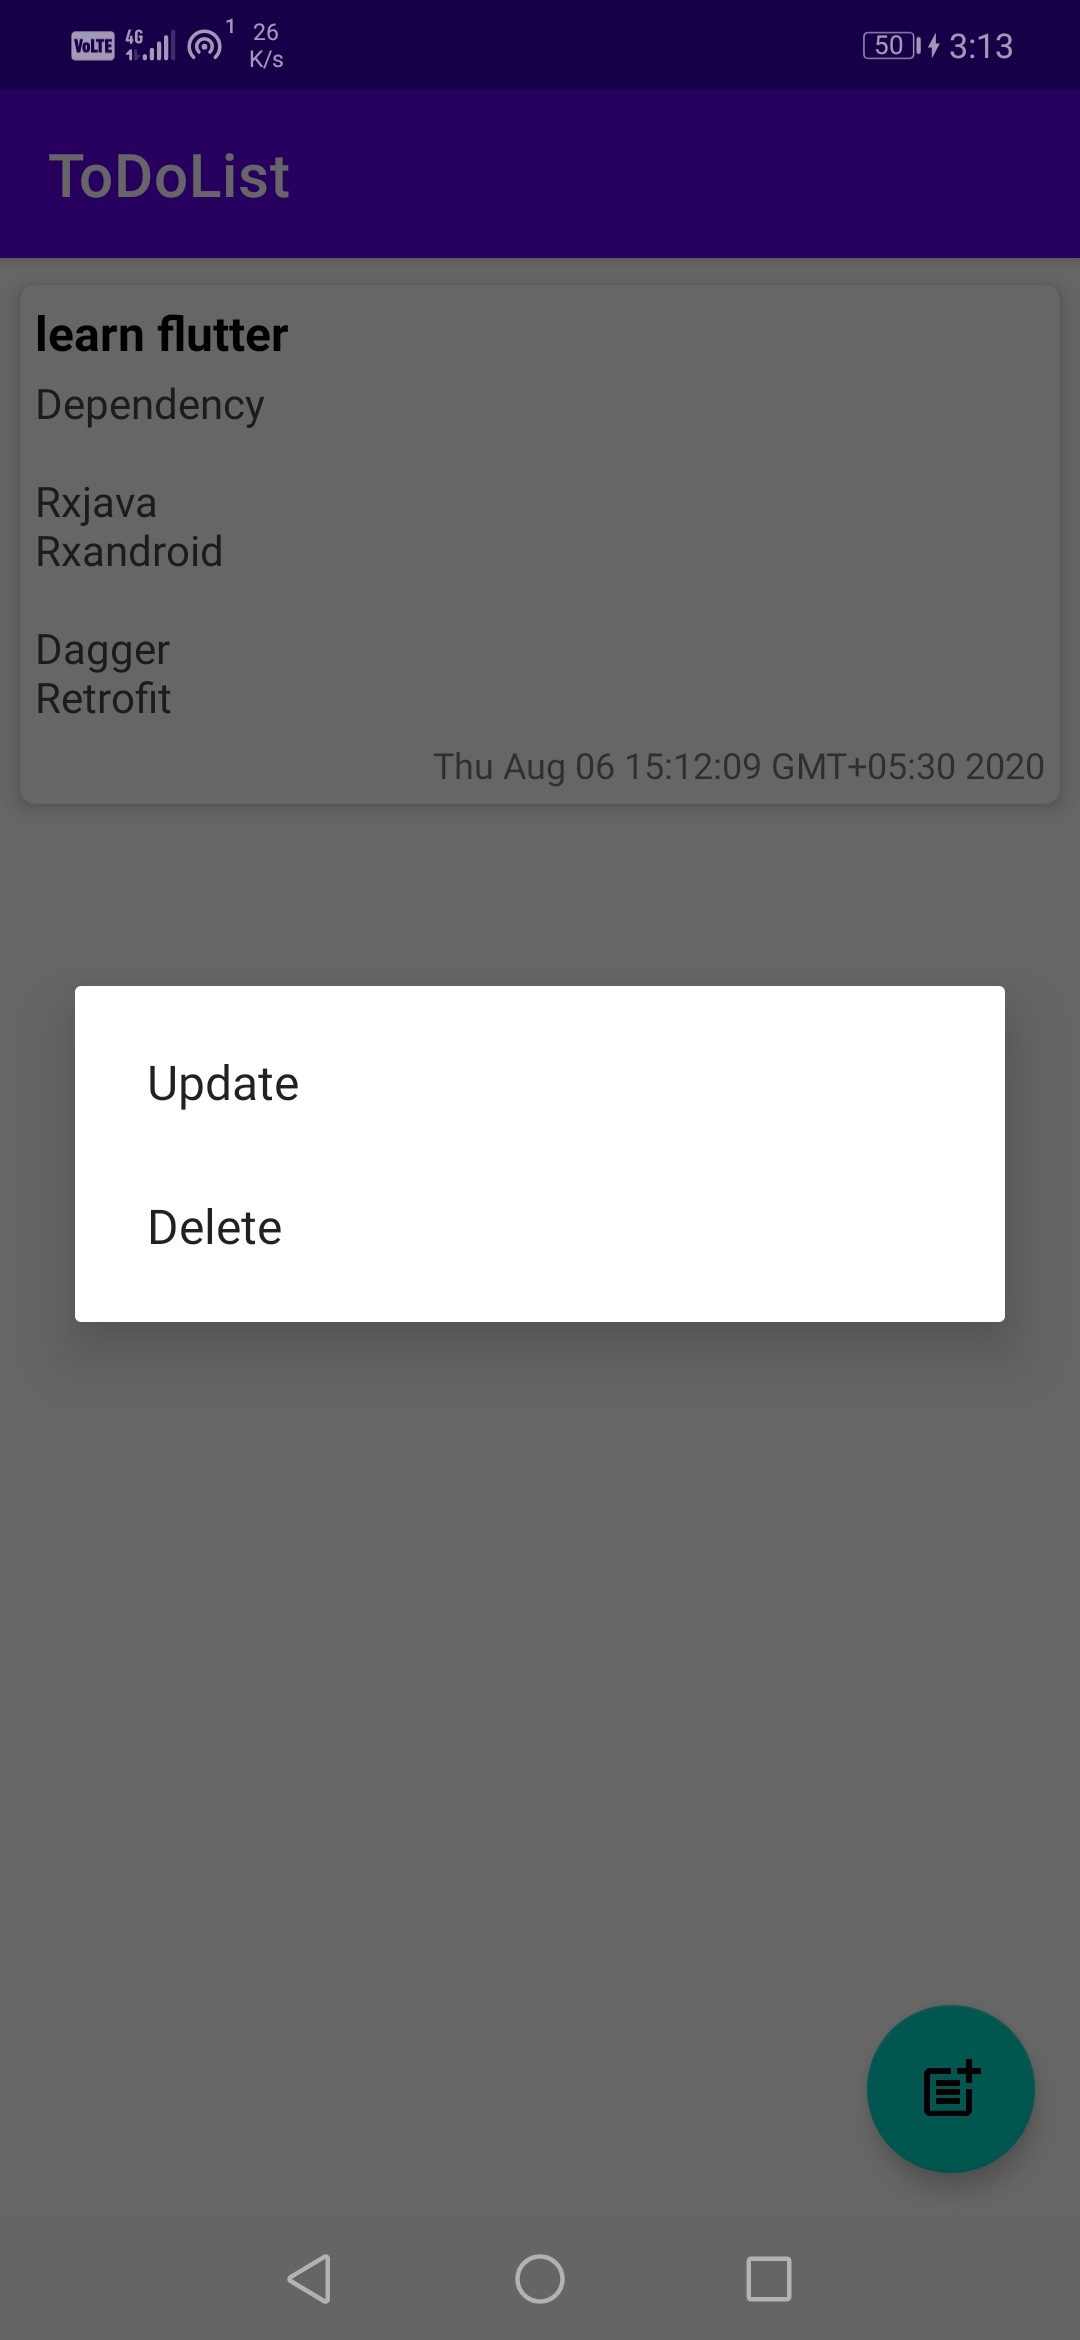 VoLTE 4G 1 26 K/s 50 3:13
ToDoList
learn flutter
Dependency
Rxjava
Rxandroid
Dagger
Retrofit
Thu Aug 06 15:12:09 GMT+05:30 2020
Update
Delete